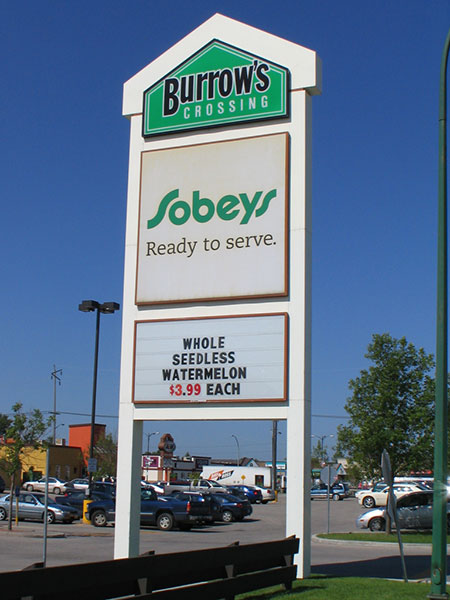 Burrow's
CROSSING
Sobeys
Ready to serve.
WHOLE
SEEDLESS
WATERMELON
$3.99 EACH